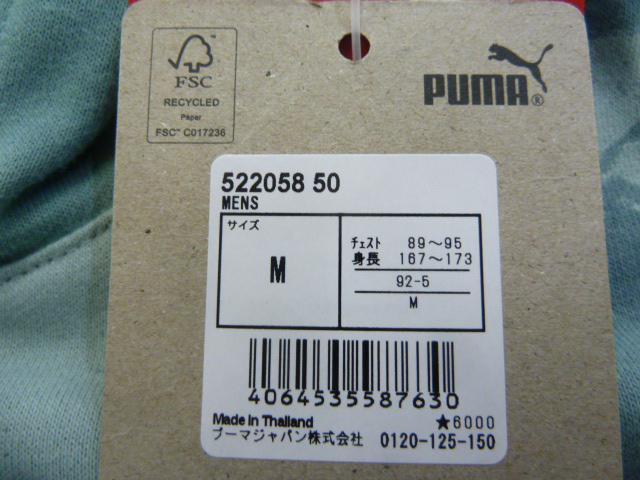 FSC
RECYCLED
Paper
FSC™ C017236
PUMA®
522058 50
MENS
サイズ
M
チェスト 89～95
身長 167～173
92-5
M
4064535587630
Made in Thailand
★6000
プーマジャパン株式会社 0120-125-150